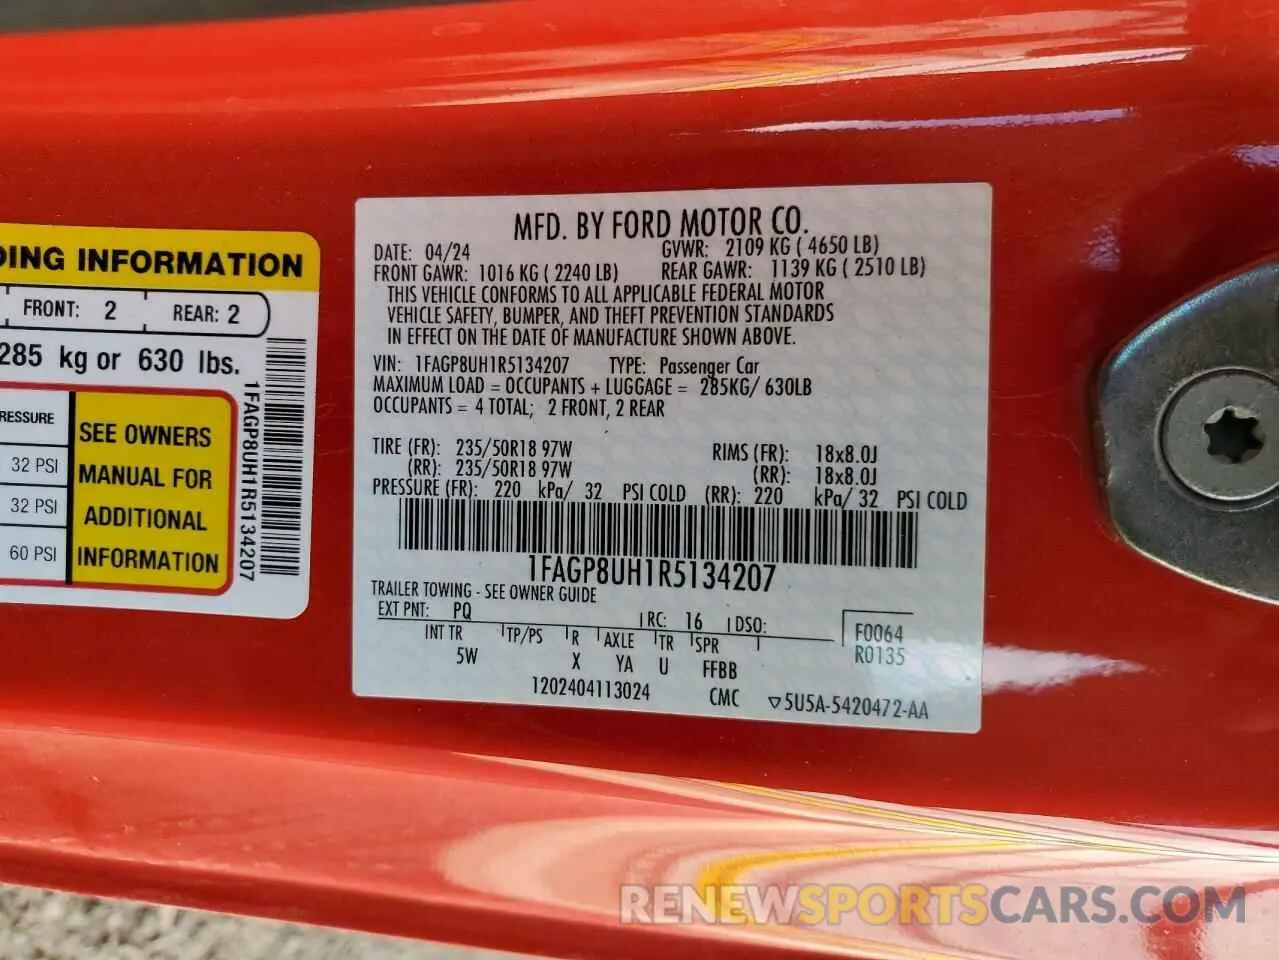 DING INFORMATION
FRONT: 2 REAR: 2
285 kg or 630 lbs.
RESSURE
32 PSI
32 PSI
60 PSI
SEE OWNERS
MANUAL FOR
ADDITIONAL
INFORMATION
1FAGP8UH1R5134207
MFD. BY FORD MOTOR CO.
DATE: 04/24 GVWR: 2109 KG ( 4650 LB)
FRONT GAWR: 1016 KG ( 2240 LB) REAR GAWR: 1139 KG ( 2510 LB)
THIS VEHICLE CONFORMS TO ALL APPLICABLE FEDERAL MOTOR
VEHICLE SAFETY, BUMPER, AND THEFT PREVENTION STANDARDS
IN EFFECT ON THE DATE OF MANUFACTURE SHOWN ABOVE.
VIN: 1FAGP8UH1R5134207 TYPE: Passenger Car
MAXIMUM LOAD = OCCUPANTS + LUGGAGE = 285KG/ 630LB
OCCUPANTS = 4 TOTAL; 2 FRONT, 2 REAR
TIRE (FR): 235/50R18 97W RIMS (FR): 18x8.0J
(RR): 235/50R18 97W (RR): 18x8.0J
PRESSURE (FR): 220 kPa/ 32 PSI COLD (RR): 220 kPa/ 32 PSI COLD
1FAGP8UH1R5134207
TRAILER TOWING - SEE OWNER GUIDE
EXT PNT: PQ RC: 16 DSO:
INT TR TP/PS R AXLE TR SPR
5W X YA U FFBB
F0064
R0135
1202404113024 CMC ▽5U5A-5420472-AA
RENEWSPORTSCARS.COM